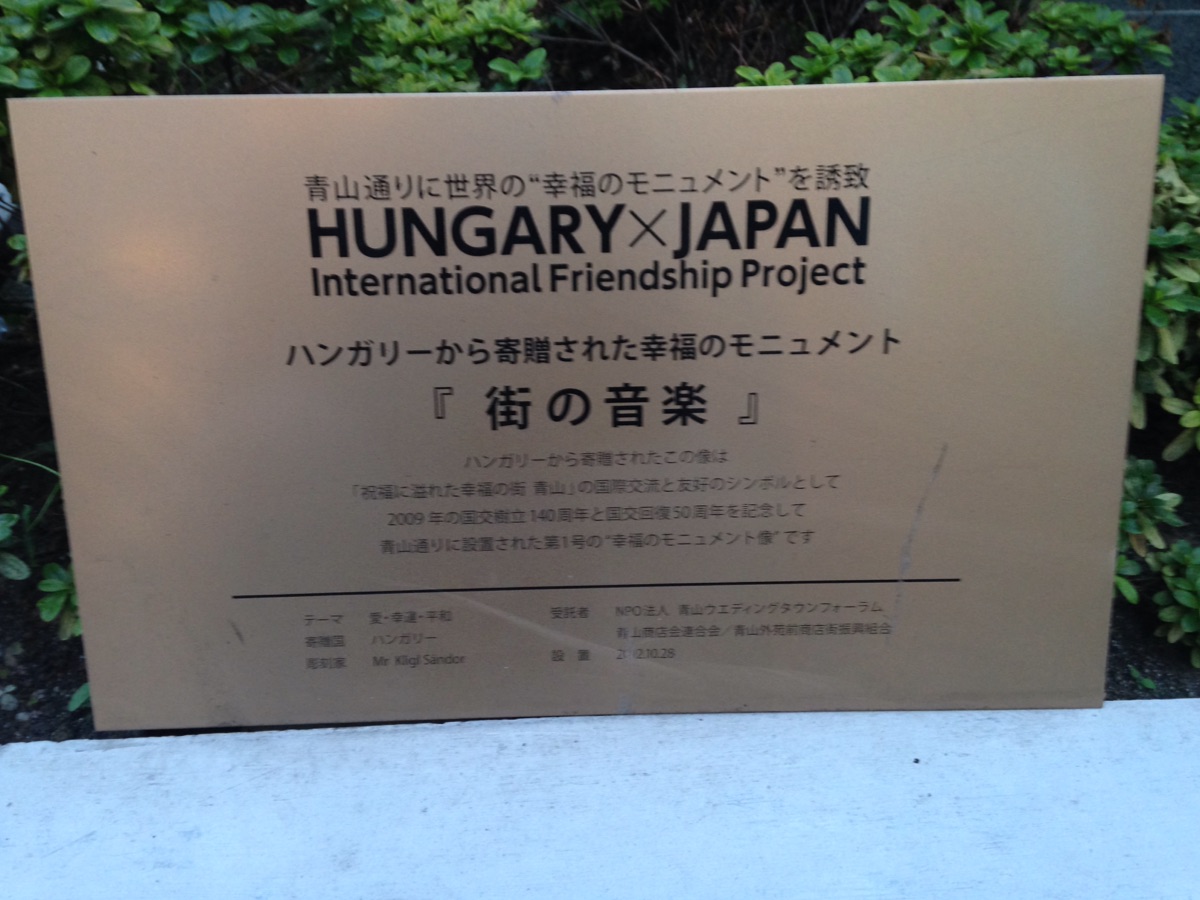 青山通りに世界の“幸福のモニュメント”を誘致
HUNGARY×JAPAN
International Friendship Project
ハンガリーから寄贈された幸福のモニュメント
『 街の音楽 』
ハンガリーから寄贈されたこの像は
「祝福に溢れた幸福の街 青山」の国際交流と友好のシンボルとして
2009年の国交樹立140周年と国交回復50周年を記念して
青山通りに設置された第1号の“幸福のモニュメント像”です
テーマ 愛・幸運・平和
寄贈国 ハンガリー
彫刻家 Mr Kligl Sándor
受託者 NPO法人 青山ウエディングタウンフォーラム
青山商店会連合会／青山外苑前商店街振興組合
設 置 2012.10.28